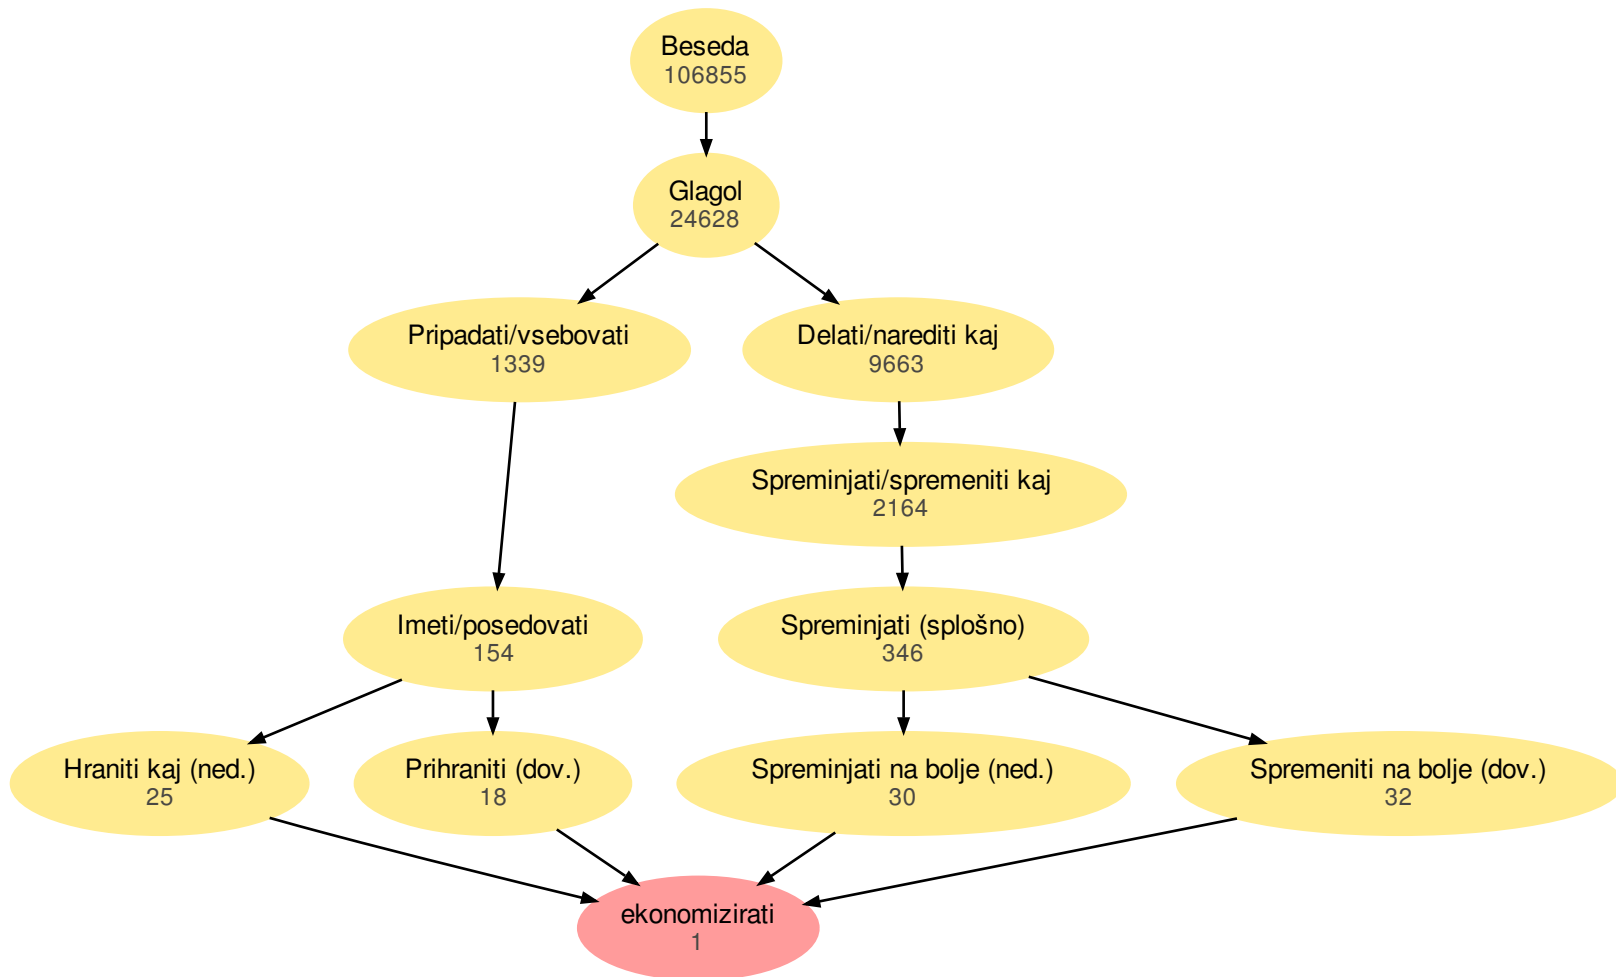 Beseda
106855
Glagol
24628
Pripadati/vsebovati
1339
Delati/narediti kaj
9663
Spreminjati/spremeniti kaj
2164
Imeti/posedovati
154
Spreminjati (splošno)
346
Hraniti kaj (ned.)
25
Prihraniti (dov.)
18
Spreminjati na bolje (ned.)
30
Spremeniti na bolje (dov.)
32
ekonomizirati
1